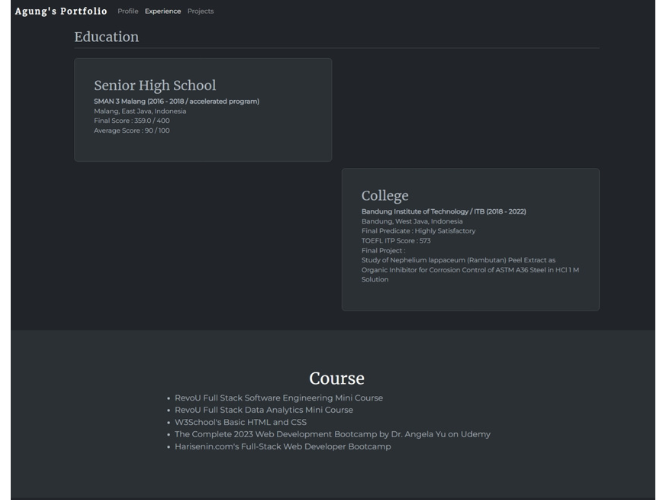 Agung's Portfolio Profile Experience Projects
Education
Senior High School
SMAN 3 Malang (2016 - 2018 / accelerated program)
Malang, East Java, Indonesia
Final Score : 359.0 / 400
Average Score : 90 / 100
College
Bandung Institute of Technology / ITB (2018 - 2022)
Bandung, West Java, Indonesia
Final Predicate : Highly Satisfactory
TOEFL ITP Score : 573
Final Project :
Study of Nephelium lappaceum (Rambutan) Peel Extract as
Organic Inhibitor for Corrosion Control of ASTM A36 Steel in HCl 1 M
Solution
Course
• RevoU Full Stack Software Engineering Mini Course
• RevoU Full Stack Data Analytics Mini Course
• W3School's Basic HTML and CSS
• The Complete 2023 Web Development Bootcamp by Dr. Angela Yu on Udemy
• Harisenin.com's Full-Stack Web Developer Bootcamp